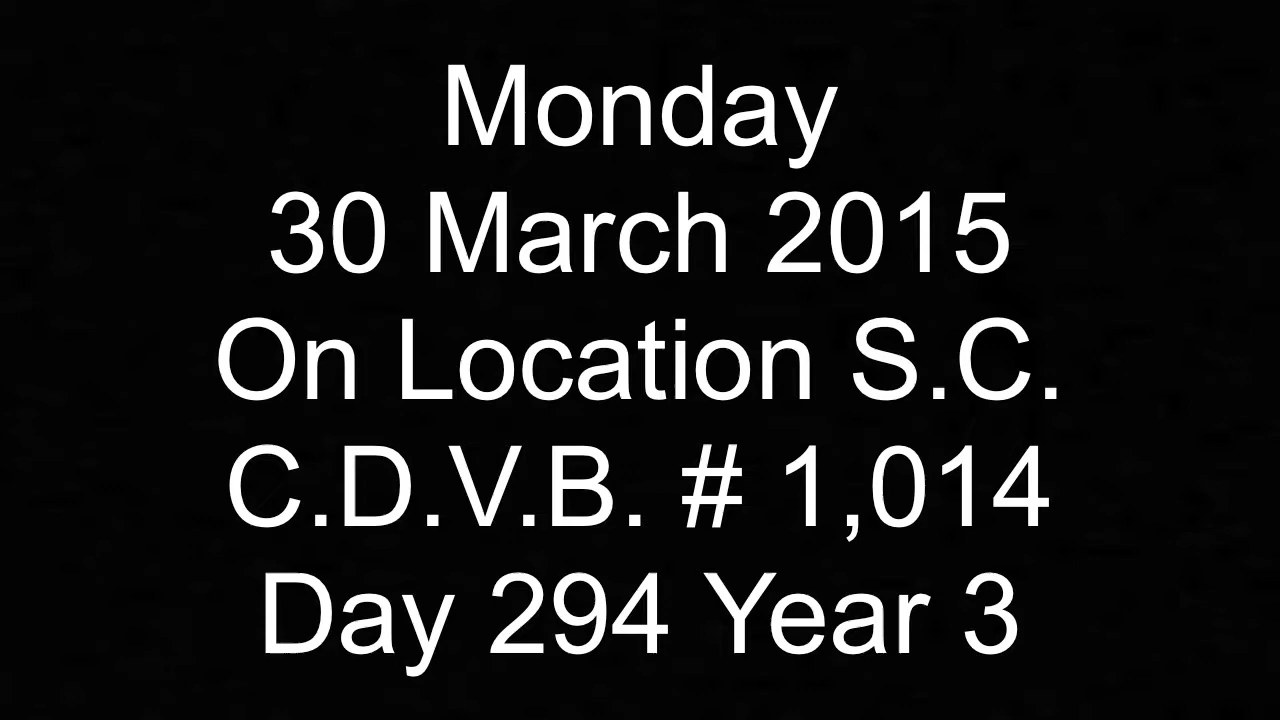 Monday
30 March 2015
On Location S.C.
C.D.V.B. # 1,014
Day 294 Year 3